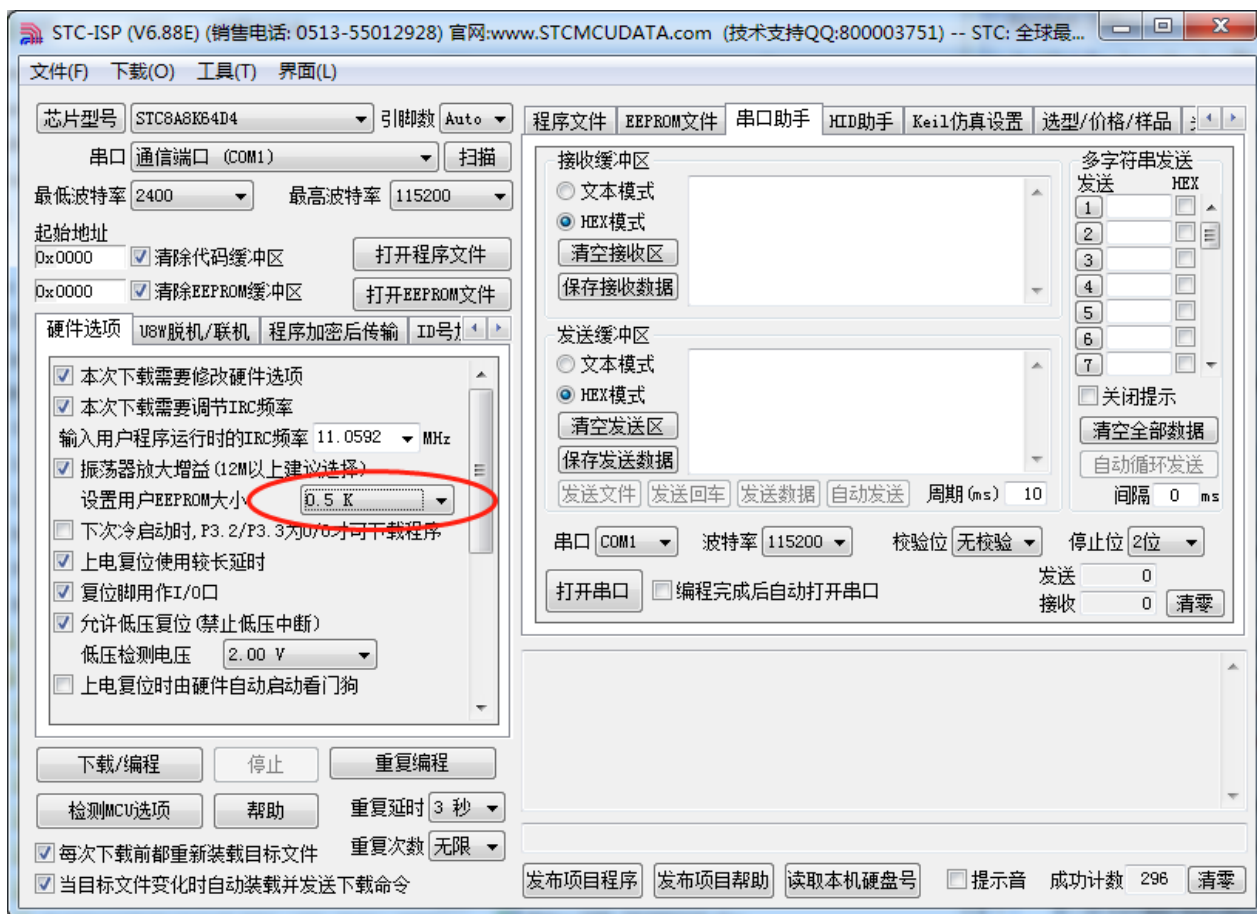 STC-ISP (V6.88E) (销售电话: 0513-55012928) 官网:www.STCMCUDATA.com (技术支持QQ:800003751) -- STC: 全球最...
文件(F) 下载(O) 工具(T) 界面(L)
芯片型号 STC8A8K64D4 引脚数 Auto
串口 通信端口 (COM1) 扫描
最低波特率 2400 最高波特率 115200
起始地址
0x0000 清除代码缓冲区 打开程序文件
0x0000 清除EEPROM缓冲区 打开EEPROM文件
硬件选项 U8W脱机/联机 程序加密后传输 ID号
本次下载需要修改硬件选项
本次下载需要调节IRC频率
输入用户程序运行时的IRC频率 11.0592 MHz
振荡器放大增益(12M以上建议选择)
设置用户EEPROM大小 0.5 K
下次冷启动时,P3.2/P3.3为0/0才可下载程序
上电复位使用较长延时
复位脚用作I/O口
允许低压复位(禁止低压中断)
低压检测电压 2.00 V
上电复位时由硬件自动启动看门狗
下载/编程 停止 重复编程
检测MCU选项 帮助 重复延时 3 秒
每次下载前都重新装载目标文件 重复次数 无限
当目标文件变化时自动装载并发送下载命令
程序文件 EEPROM文件 串口助手 HID助手 Keil仿真设置 选型/价格/样品
接收缓冲区
文本模式
HEX模式
清空接收区
保存接收数据
发送缓冲区
文本模式
HEX模式
清空发送区
保存发送数据
发送文件 发送回车 发送数据 自动发送 周期(ms) 10
多字符串发送
发送 HEX
1
2
3
4
5
6
7
关闭提示
清空全部数据
自动循环发送
间隔 0 ms
串口 COM1 波特率 115200 校验位 无校验 停止位 2位
打开串口 编程完成后自动打开串口
发送 0
接收 0 清零
发布项目程序 发布项目帮助 读取本机硬盘号 提示音 成功计数 296 清零